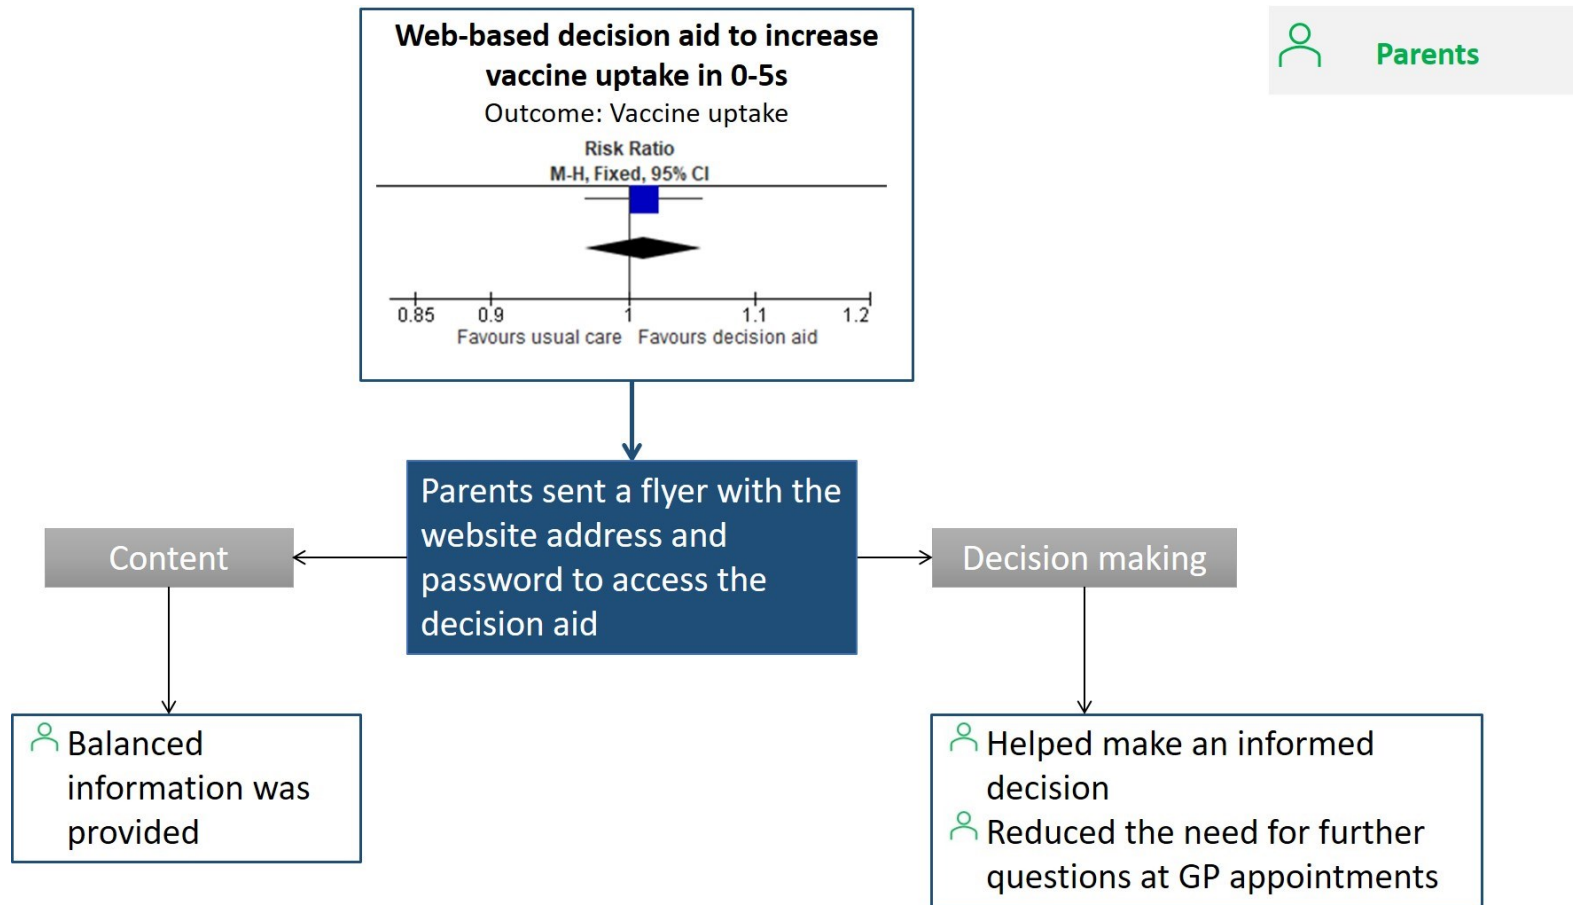 Web-based decision aid to increase
vaccine uptake in 0-5s
Outcome: Vaccine uptake
Risk Ratio
M-H, Fixed, 95% CI
0.85 0.9 1 1.1 1.2
Favours usual care Favours decision aid
Parents
Parents sent a flyer with the
website address and
password to access the
decision aid
Content
Decision making
Balanced
information was
provided
Helped make an informed
decision
Reduced the need for further
questions at GP appointments